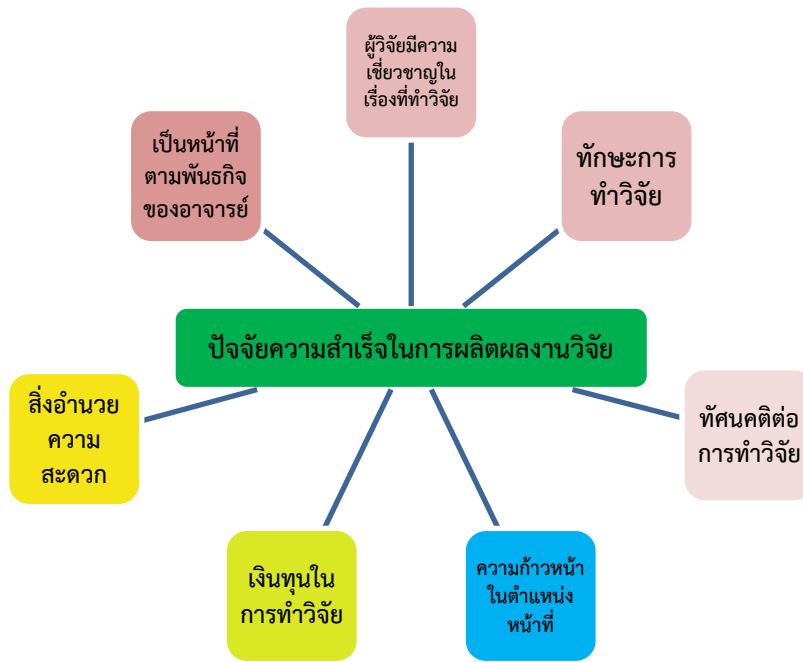 ผู้วิจัยมีความ
เชี่ยวชาญใน
เรื่องที่ทำวิจัย
เป็นหน้าที่
ตามพันธกิจ
ของอาจารย์
ทักษะการ
ทำวิจัย
ปัจจัยความสำเร็จในการผลิตผลงานวิจัย
สิ่งอำนวย
ความ
สะดวก
ทัศนคติต่อ
การทำวิจัย
เงินทุนใน
การทำวิจัย
ความก้าวหน้า
ในตำแหน่ง
หน้าที่